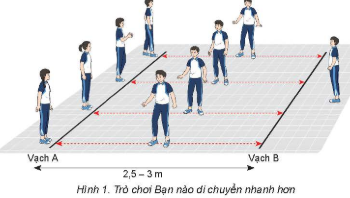 Vạch A
Vạch B
2,5 – 3 m
Hình 1. Trò chơi Bạn nào di chuyển nhanh hơn